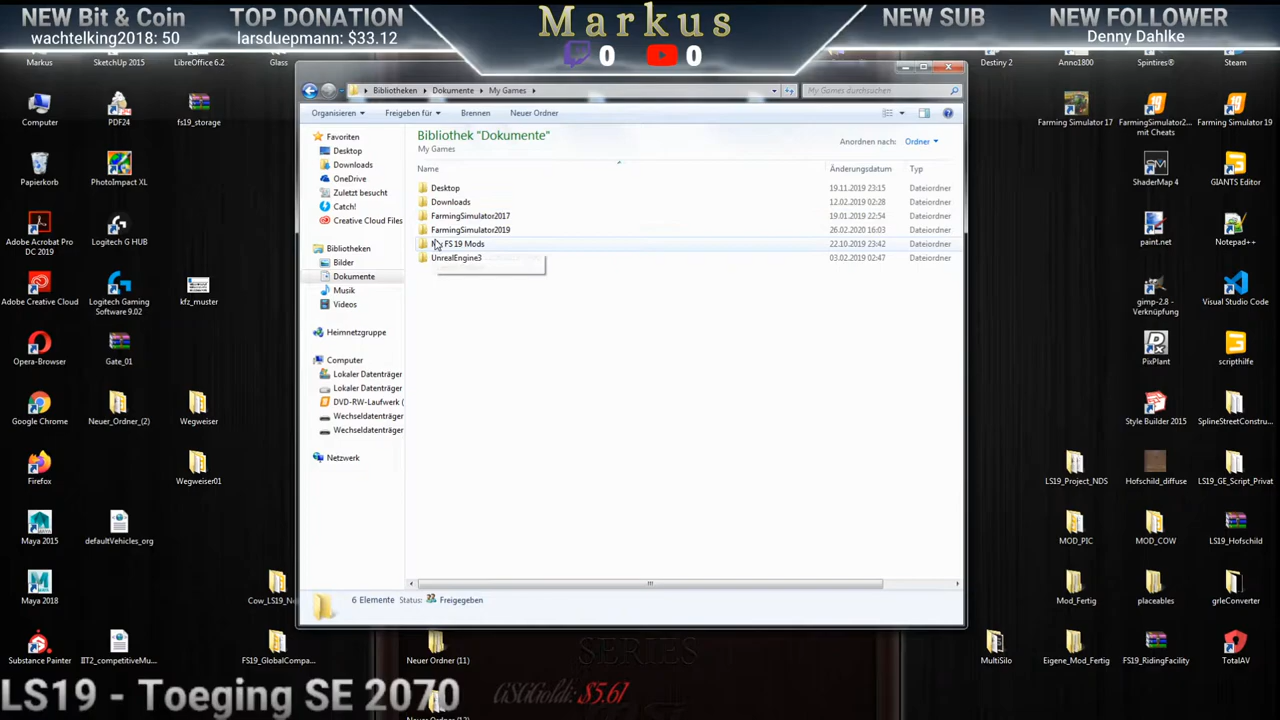 NEW Bit & Coin
wachtelking2018: 50
TOP DONATION
larsduepmann: $33.12
Markus
0
0
NEW SUB
NEW FOLLOWER
Denny Dahlke
Markus
SketchUp 2015
LibreOffice 6.2
Glass
Destiny 2
Anno1800
Spintires®
Steam
Bibliotheken
Dokumente
My Games
My Games durchsuchen
Organisieren
Freigeben für
Brennen
Neuer Ordner
Favoriten
Desktop
Downloads
OneDrive
Zuletzt besucht
Catch!
Creative Cloud Files
Bibliotheken
Bilder
Dokumente
Musik
Videos
Heimnetzgruppe
Computer
Lokaler Datenträger
Lokaler Datenträger
DVD-RW-Laufwerk (
Wechseldatenträger
Wechseldatenträger
Netzwerk
Bibliothek "Dokumente"
My Games
Anordnen nach:
Ordner
Name
Änderungsdatum
Typ
Desktop
19.11.2019 23:15
Dateiordner
Downloads
12.02.2019 02:28
Dateiordner
FarmingSimulator2017
19.01.2019 22:54
Dateiordner
FarmingSimulator2019
26.02.2020 16:03
Dateiordner
FS 19 Mods
22.10.2019 23:42
Dateiordner
UnrealEngine3
03.02.2019 02:47
Dateiordner
6 Elemente
Status:
Freigegeben
Computer
PDF24
fs19_storage
Papierkorb
PhotoImpact XL
Adobe Acrobat Pro
DC 2019
Logitech G HUB
Adobe Creative Cloud
Logitech Gaming
Software 9.02
kfz_muster
Opera-Browser
Gate_01
Google Chrome
Neuer_Ordner_(2)
Wegweiser
Firefox
Wegweiser01
Maya 2015
defaultVehicles_org
Maya 2018
Substance Painter
Neuer Ordner (11)
Farming Simulator 17
mit Cheats
Farming Simulator 19
ShaderMap 4
GIANTS Editor
paint.net
Notepad++
gimp-2.8 -
Verknüpfung
Visual Studio Code
PixPlant
scripthilfe
Style Builder 2015
LS19_Project_NDS
Hofschild_diffuse
LS19_GE_Script_Privat
MOD_PIC
MOD_COW
LS19_Hofschild
Mod_Fertig
placeables
grleConverter
MultiSilo
Eigene_Mod_Fertig
FS19_RidingFacility
TotalAV
SERIES
LS19 - Toeging SE 2070
GSGGoldi: $5.61